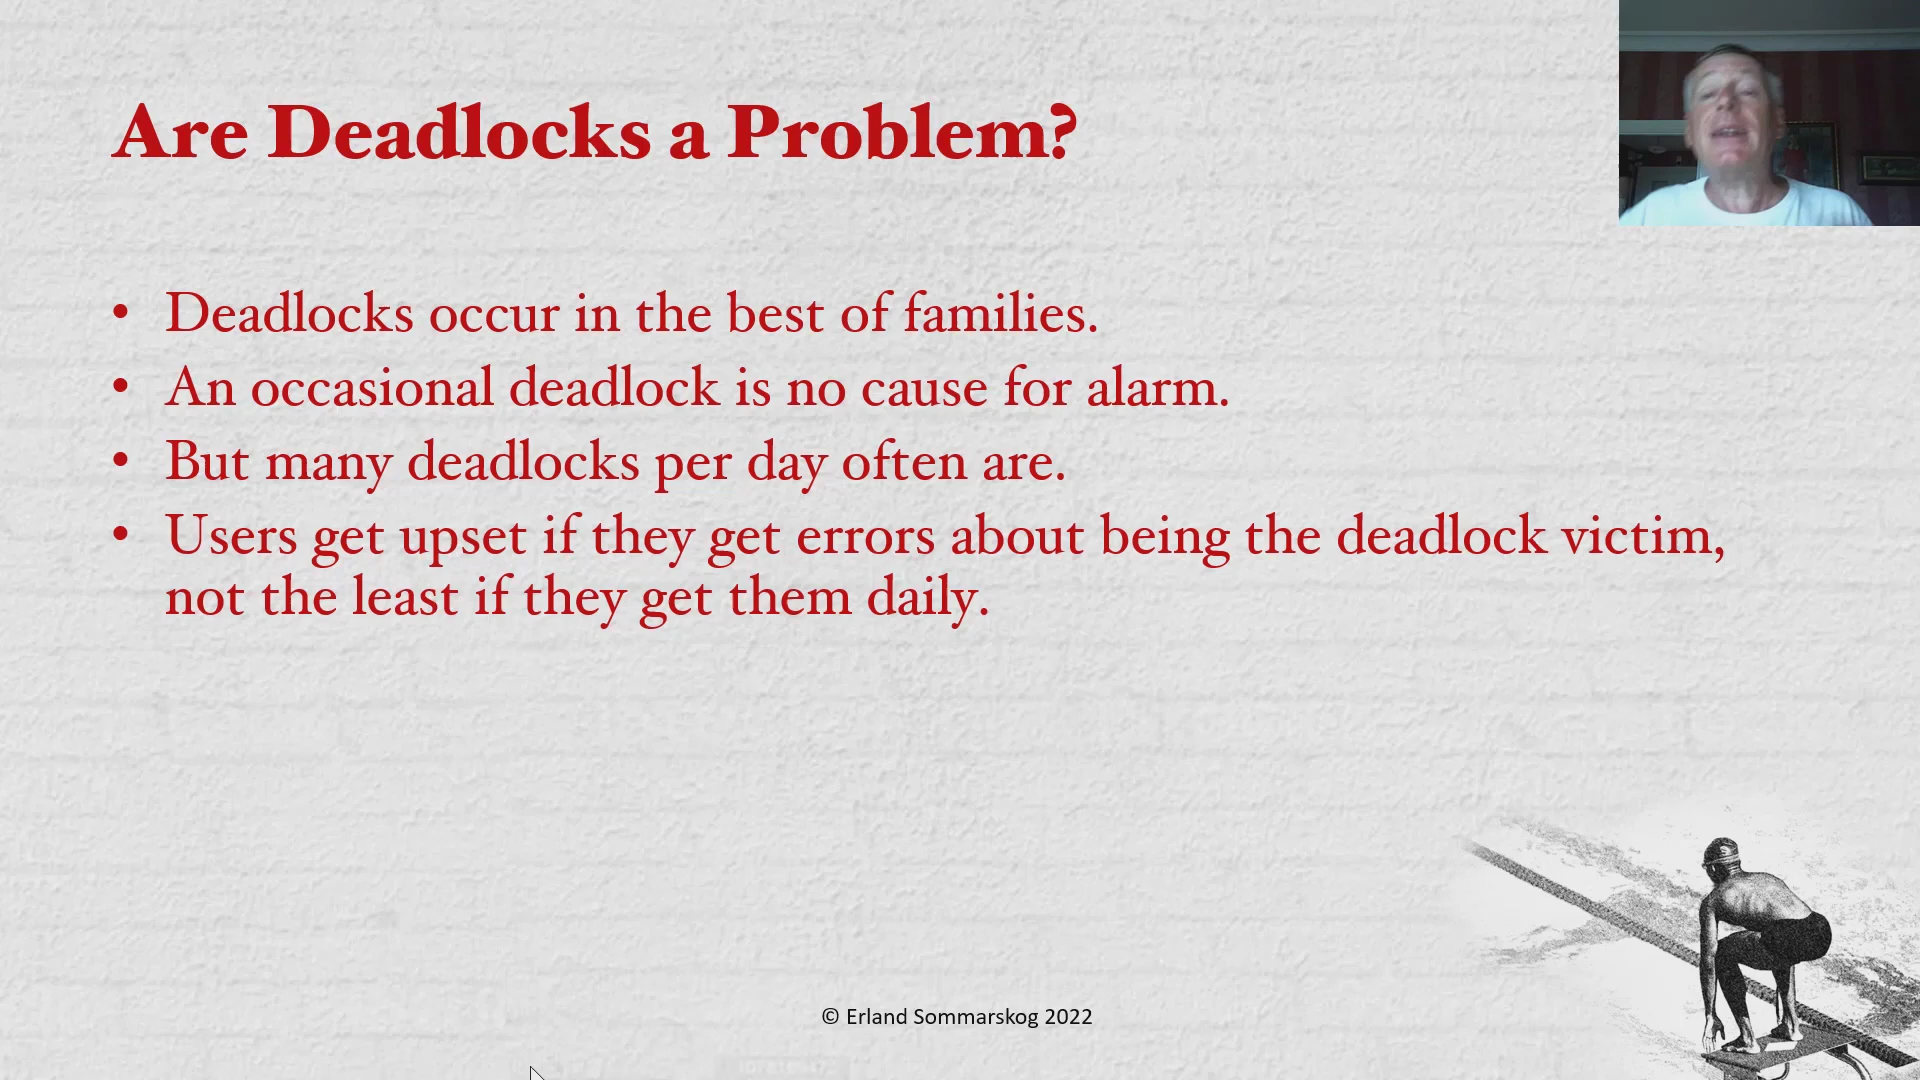 Are Deadlocks a Problem?
• Deadlocks occur in the best of families.
• An occasional deadlock is no cause for alarm.
• But many deadlocks per day often are.
• Users get upset if they get errors about being the deadlock victim,
not the least if they get them daily.
© Erland Sommarskog 2022